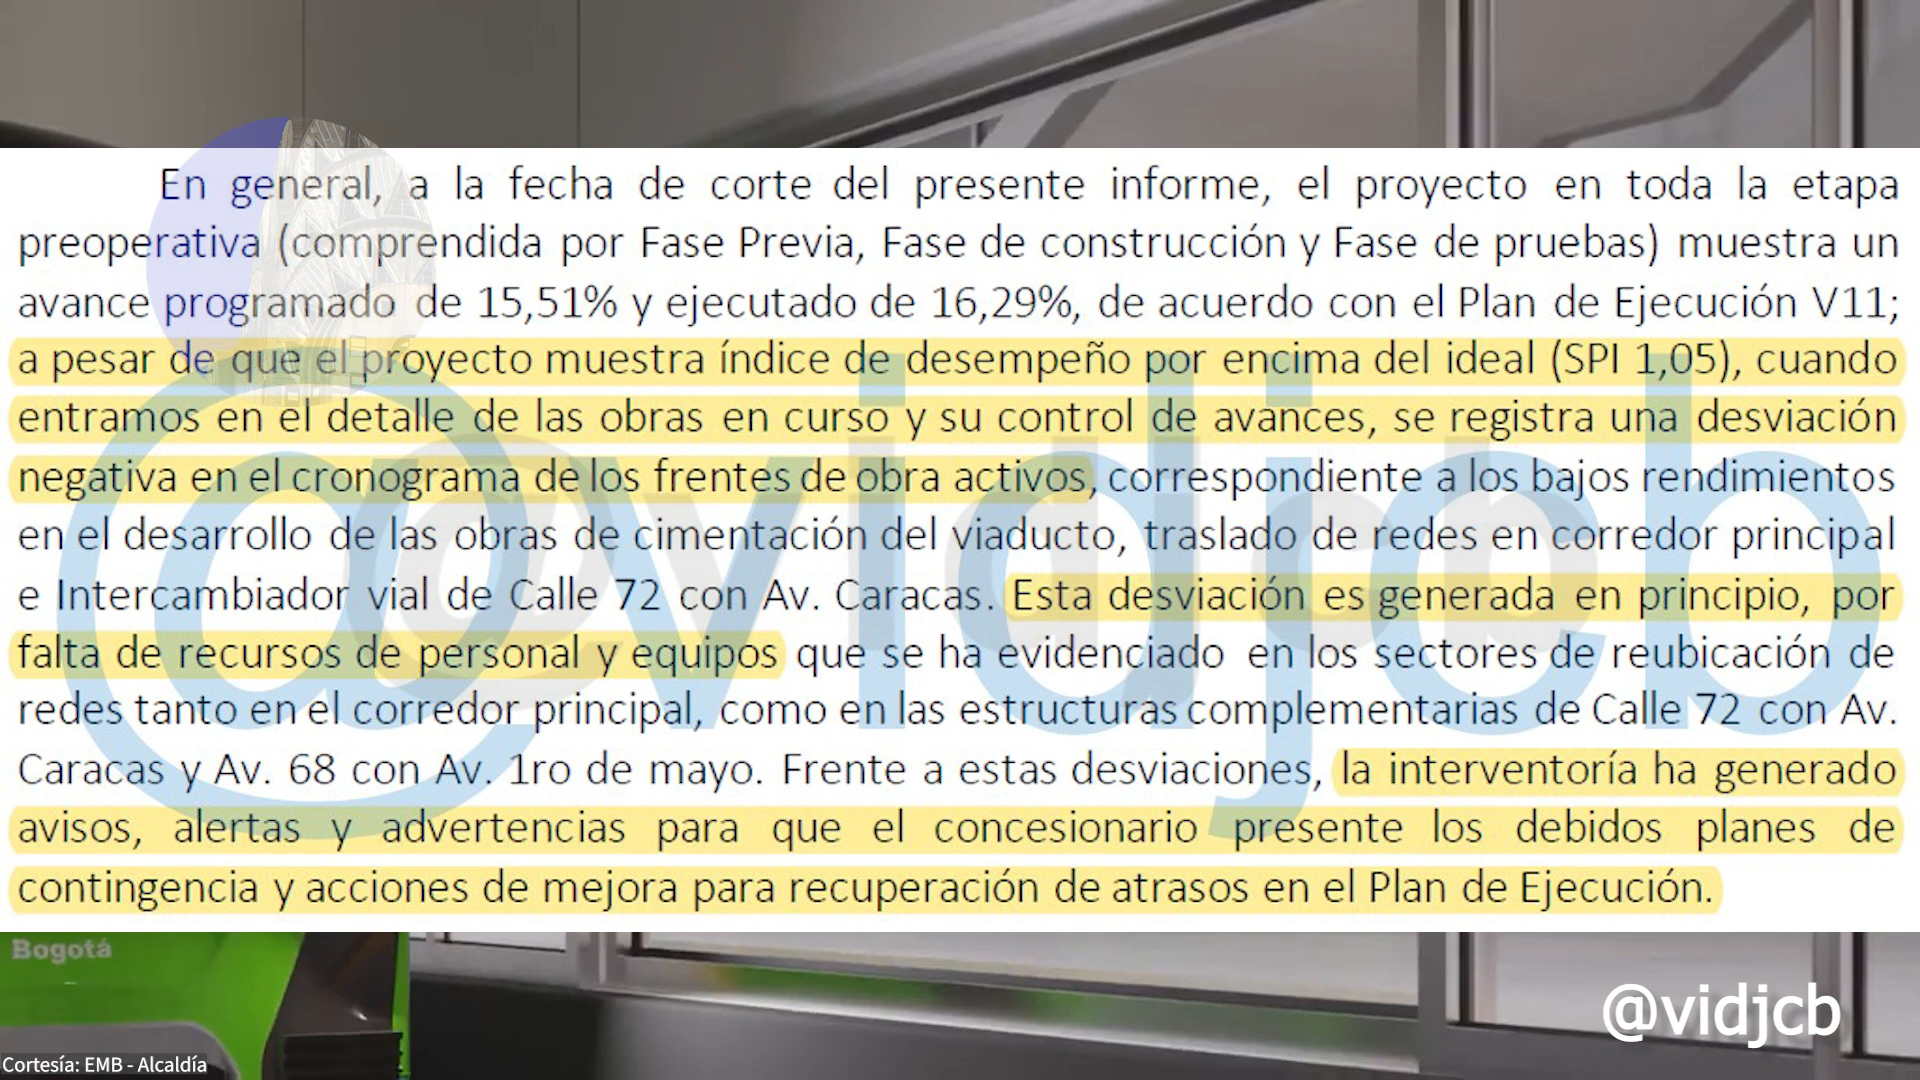 En general, a la fecha de corte del presente informe, el proyecto en toda la etapa
preoperativa (comprendida por Fase Previa, Fase de construcción y Fase de pruebas) muestra un
avance programado de 15,51% y ejecutado de 16,29%, de acuerdo con el Plan de Ejecución V11;
a pesar de que el proyecto muestra índice de desempeño por encima del ideal (SPI 1,05), cuando
entramos en el detalle de las obras en curso y su control de avances, se registra una desviación
negativa en el cronograma de los frentes de obra activos, correspondiente a los bajos rendimientos
en el desarrollo de las obras de cimentación del viaducto, traslado de redes en corredor principal
e Intercambiador vial de Calle 72 con Av. Caracas. Esta desviación es generada en principio, por
falta de recursos de personal y equipos que se ha evidenciado en los sectores de reubicación de
redes tanto en el corredor principal, como en las estructuras complementarias de Calle 72 con Av.
Caracas y Av. 68 con Av. 1ro de mayo. Frente a estas desviaciones, la interventoría ha generado
avisos, alertas y advertencias para que el concesionario presente los debidos planes de
contingencia y acciones de mejora para recuperación de atrasos en el Plan de Ejecución.
@vidjcb
Bogotá
@vidjcb
Cortesía: EMB - Alcaldía